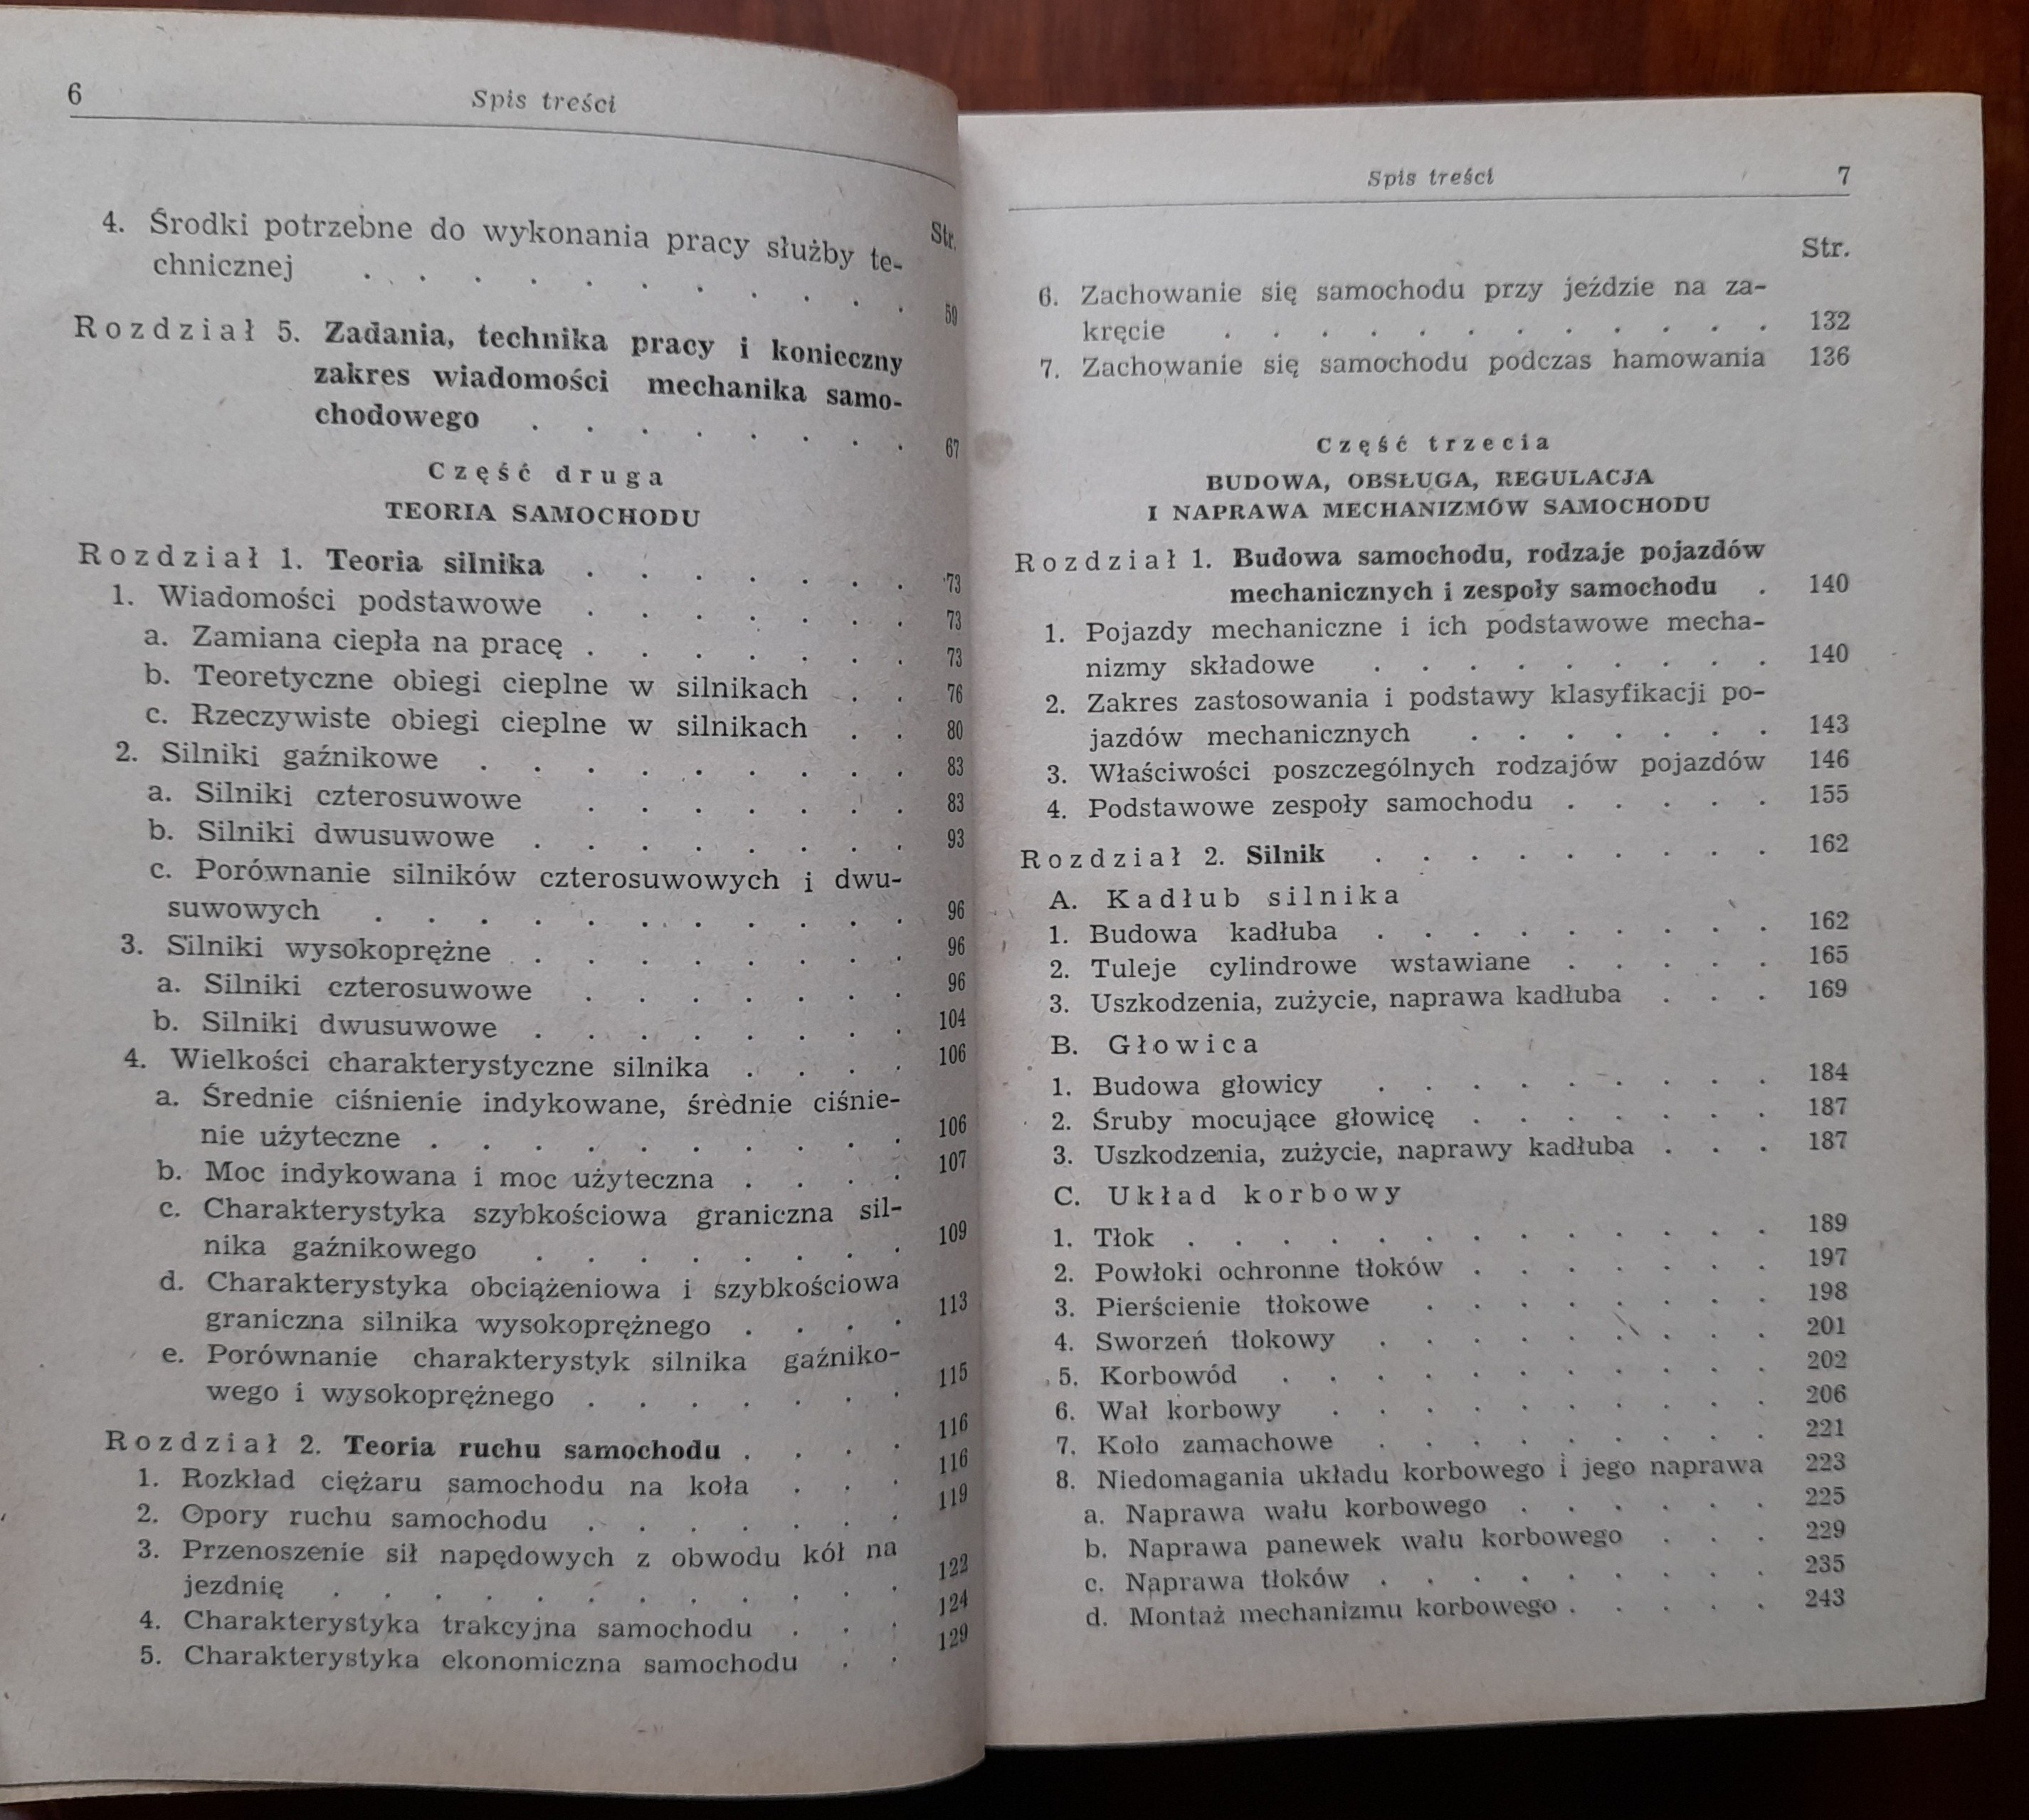 6 Spis treści
Str.
4. Środki potrzebne do wykonania pracy służby te-
chnicznej . . . . . . . . . . 59
Rozdział 5. Zadania, technika pracy i konieczny
zakres wiadomości mechanika samo-
chodowego . . . . . . . . 67
Część druga
TEORIA SAMOCHODU
Rozdział 1. Teoria silnika . . . . . . . 73
1. Wiadomości podstawowe . . . . . . . 73
a. Zamiana ciepła na pracę . . . . . . . 73
b. Teoretyczne obiegi cieplne w silnikach . . 76
c. Rzeczywiste obiegi cieplne w silnikach . . 80
2. Silniki gaźnikowe . . . . . . . . . 83
a. Silniki czterosuwowe . . . . . . . 83
b. Silniki dwusuwowe . . . . . . . . 93
c. Porównanie silników czterosuwowych i dwu-
suwowych . . . . . . . . . . . 96
3. Silniki wysokoprężne . . . . . . . . 96
a. Silniki czterosuwowe . . . . . . . 96
b. Silniki dwusuwowe . . . . . . . . 104
4. Wielkości charakterystyczne silnika . . . . 106
a. Średnie ciśnienie indykowane, średnie ciśnie-
nie użyteczne . . . . . . . . . . 106
b. Moc indykowana i moc użyteczna . . . . 107
c. Charakterystyka szybkościowa graniczna sil-
nika gaźnikowego . . . . . . . . 109
d. Charakterystyka obciążeniowa i szybkościowa
graniczna silnika wysokoprężnego . . . . 113
e. Porównanie charakterystyk silnika gaźniko-
wego i wysokoprężnego . . . . . . . 115
Rozdział 2. Teoria ruchu samochodu . . . . 116
1. Rozkład ciężaru samochodu na koła . . . 116
2. Opory ruchu samochodu . . . . . . . 119
3. Przenoszenie sił napędowych z obwodu kół na
jezdnię . . . . . . . . . . . . 122
4. Charakterystyka trakcyjna samochodu . . . 124
5. Charakterystyka ekonomiczna samochodu . . 129
Spis treści 7
Str.
6. Zachowanie się samochodu przy jeździe na za-
kręcie . . . . . . . . . . . . 132
7. Zachowanie się samochodu podczas hamowania 136
Część trzecia
BUDOWA, OBSŁUGA, REGULACJA
I NAPRAWA MECHANIZMÓW SAMOCHODU
Rozdział 1. Budowa samochodu, rodzaje pojazdów
mechanicznych i zespoły samochodu . 140
1. Pojazdy mechaniczne i ich podstawowe mecha-
nizmy składowe . . . . . . . . . 140
2. Zakres zastosowania i podstawy klasyfikacji po-
jazdów mechanicznych . . . . . . . 143
3. Właściwości poszczególnych rodzajów pojazdów 146
4. Podstawowe zespoły samochodu . . . . . 155
Rozdział 2. Silnik . . . . . . . . . 162
A. Kadłub silnika
1. Budowa kadłuba . . . . . . . . . 162
2. Tuleje cylindrowe wstawiane . . . . . 165
3. Uszkodzenia, zużycie, naprawa kadłuba . . . 169
B. Głowica
1. Budowa głowicy . . . . . . . . . 184
2. Śruby mocujące głowicę . . . . . . . 187
3. Uszkodzenia, zużycie, naprawy kadłuba . . . 187
C. Układ korbowy
1. Tłok . . . . . . . . . . . . . 189
2. Powłoki ochronne tłoków . . . . . . . 197
3. Pierścienie tłokowe . . . . . . . . 198
4. Sworzeń tłokowy . . . . . . . . . 201
5. Korbowód . . . . . . . . . . . 202
6. Wał korbowy . . . . . . . . . . 206
7. Koło zamachowe . . . . . . . . . 221
8. Niedomagania układu korbowego i jego naprawa 223
a. Naprawa wału korbowego . . . . . . 225
b. Naprawa panewek wału korbowego . . . 229
c. Naprawa tłoków . . . . . . . . . 235
d. Montaż mechanizmu korbowego . . . . . 243